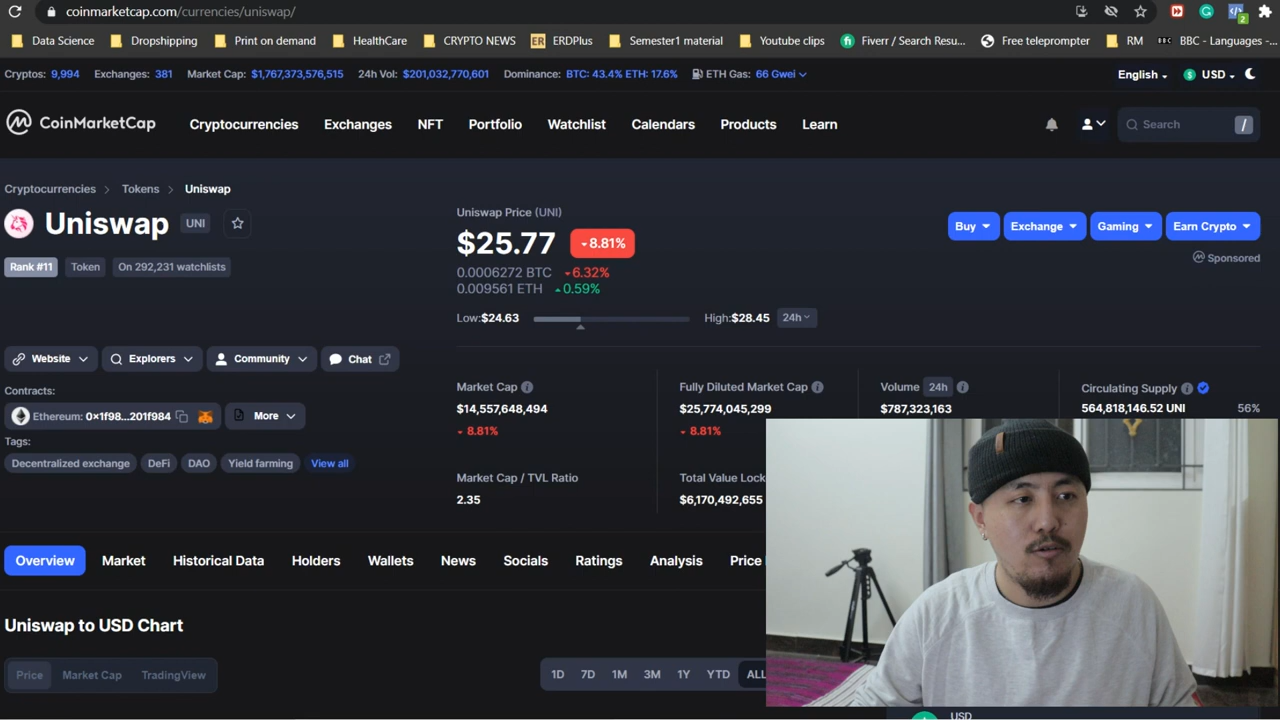 coinmarketcap.com/currencies/uniswap/
2
Data Science Dropshipping Print on demand HealthCare CRYPTO NEWS ER ERDPlus Semester1 material Youtube clips fi Fiverr / Search Resu... Free teleprompter RM BBC BBC - Languages -...
Cryptos: 9,994 Exchanges: 381 Market Cap: $1,767,373,576,515 24h Vol: $201,032,770,601 Dominance: BTC: 43.4% ETH: 17.6% ETH Gas: 66 Gwei English USD
CoinMarketCap Cryptocurrencies Exchanges NFT Portfolio Watchlist Calendars Products Learn Search /
Cryptocurrencies Tokens Uniswap
Uniswap UNI
Rank #11 Token On 292,231 watchlists
Uniswap Price (UNI)
$25.77 8.81%
0.0006272 BTC 6.32%
0.009561 ETH 0.59%
Low:$24.63 High:$28.45 24h
Buy Exchange Gaming Earn Crypto
Sponsored
Website Explorers Community Chat
Contracts:
Ethereum: 0x1f98...201f984 More
Tags:
Decentralized exchange DeFi DAO Yield farming View all
Market Cap
$14,557,648,494
8.81%
Market Cap / TVL Ratio
2.35
Fully Diluted Market Cap
$25,774,045,299
8.81%
Total Value Lock
$6,170,492,655
Volume 24h
$787,323,163
Circulating Supply
564,818,146.52 UNI 56%
Overview Market Historical Data Holders Wallets News Socials Ratings Analysis Price
Uniswap to USD Chart
Price Market Cap TradingView 1D 7D 1M 3M 1Y YTD ALL
USD